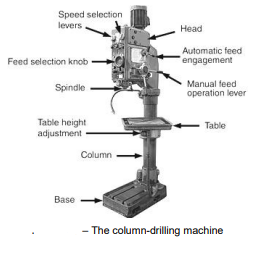 Speed selection
levers
Head
Automatic feed
engagement
Feed selection knob
Manual feed
operation lever
Spindle
Table height
adjustment
Table
Column
Base
. – The column-drilling machine